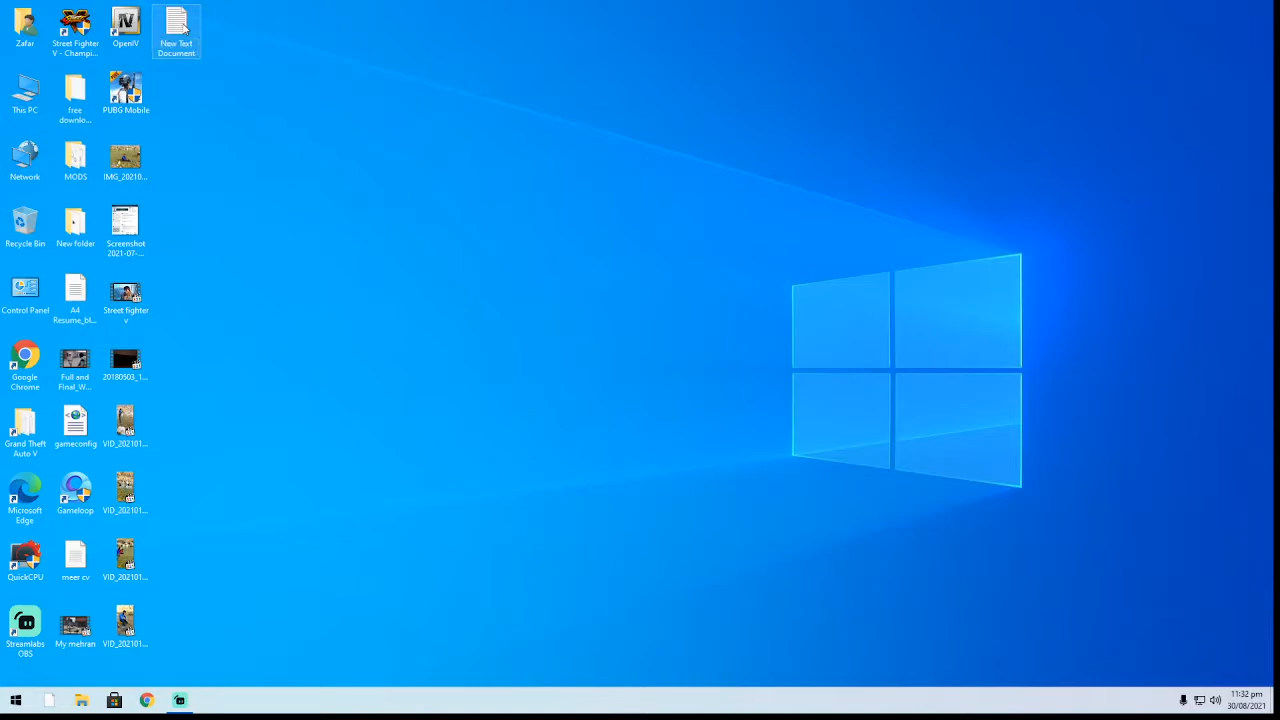 Zafar
Street Fighter
V - Champi...
OpenIV
New Text
Document
This PC
free
downlo...
PUBG Mobile
Network
MODS
IMG_20210...
Recycle Bin
New folder
Screenshot
2021-07-...
Control Panel
A4
Resume_bl...
Street fighter
v
Google
Chrome
Full and
Final_W...
20180503_1...
Grand Theft
Auto V
gameconfig
VID_202101...
Microsoft
Edge
Gameloop
VID_202101...
QuickCPU
meer cv
VID_202101...
Streamlabs
OBS
My mehran
VID_202101...
11:32 pm
30/08/2021